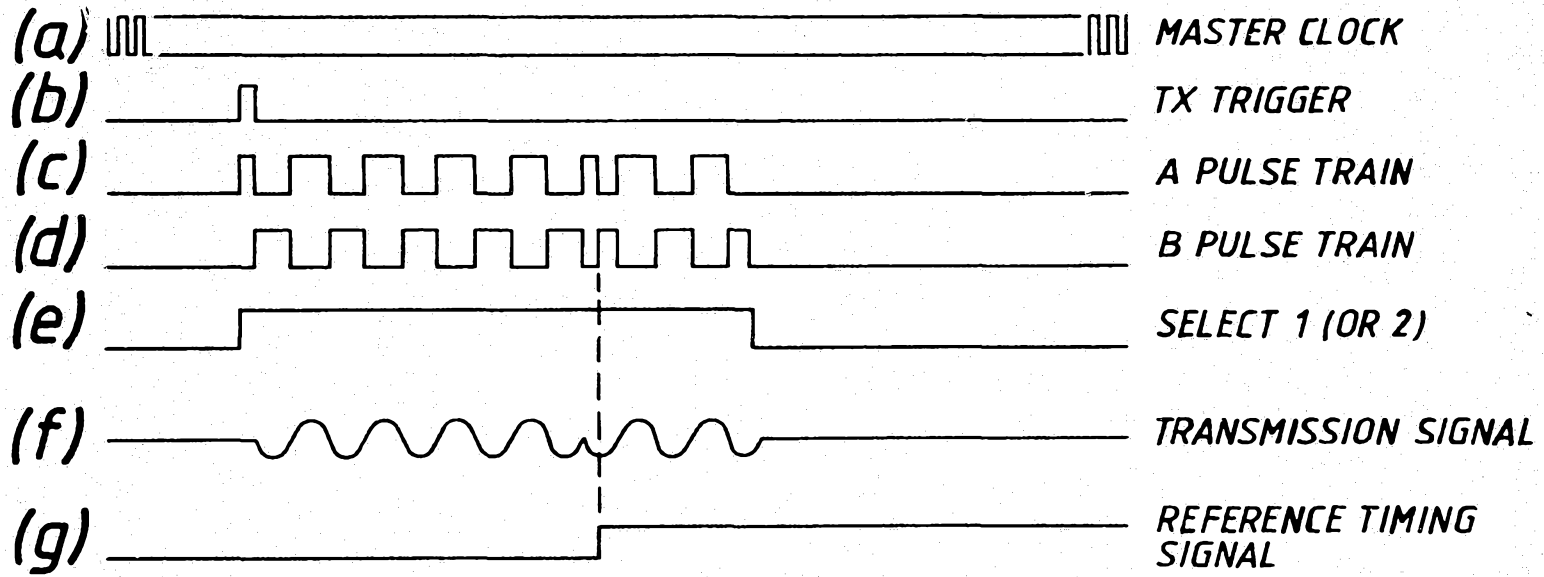 (a) MASTER CLOCK
(b) TX TRIGGER
(c) A PULSE TRAIN
(d) B PULSE TRAIN
(e) SELECT 1 (OR 2)
(f) TRANSMISSION SIGNAL
(g) REFERENCE TIMING
SIGNAL